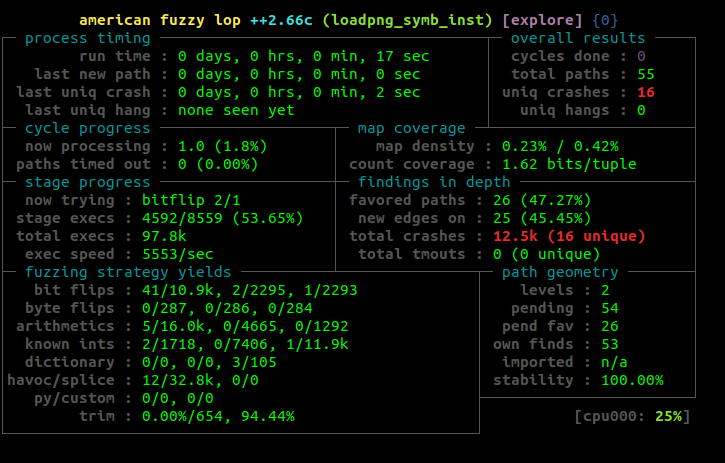 american fuzzy lop ++2.66c (loadpng_symb_inst) [explore] {0}
process timing overall results
run time : 0 days, 0 hrs, 0 min, 17 sec cycles done : 0
last new path : 0 days, 0 hrs, 0 min, 0 sec total paths : 55
last uniq crash : 0 days, 0 hrs, 0 min, 2 sec uniq crashes : 16
last uniq hang : none seen yet uniq hangs : 0
cycle progress map coverage
now processing : 1.0 (1.8%) map density : 0.23% / 0.42%
paths timed out : 0 (0.00%) count coverage : 1.62 bits/tuple
stage progress findings in depth
now trying : bitflip 2/1 favored paths : 26 (47.27%)
stage execs : 4592/8559 (53.65%) new edges on : 25 (45.45%)
total execs : 97.8k total crashes : 12.5k (16 unique)
exec speed : 5553/sec total tmouts : 0 (0 unique)
fuzzing strategy yields path geometry
bit flips : 41/10.9k, 2/2295, 1/2293 levels : 2
byte flips : 0/287, 0/286, 0/284 pending : 54
arithmetics : 5/16.0k, 0/4665, 0/1292 pend fav : 26
known ints : 2/1718, 0/7406, 1/11.9k own finds : 53
dictionary : 0/0, 0/0, 3/105 imported : n/a
havoc/splice : 12/32.8k, 0/0 stability : 100.00%
py/custom : 0/0, 0/0
trim : 0.00%/654, 94.44% [cpu000: 25%]